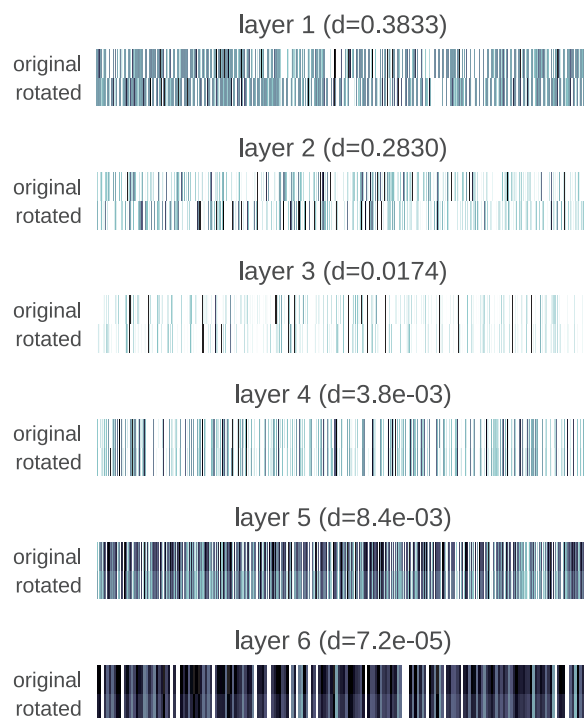 layer 1 (d=0.3833)
original
rotated
layer 2 (d=0.2830)
original
rotated
layer 3 (d=0.0174)
original
rotated
layer 4 (d=3.8e-03)
original
rotated
layer 5 (d=8.4e-03)
original
rotated
layer 6 (d=7.2e-05)
original
rotated